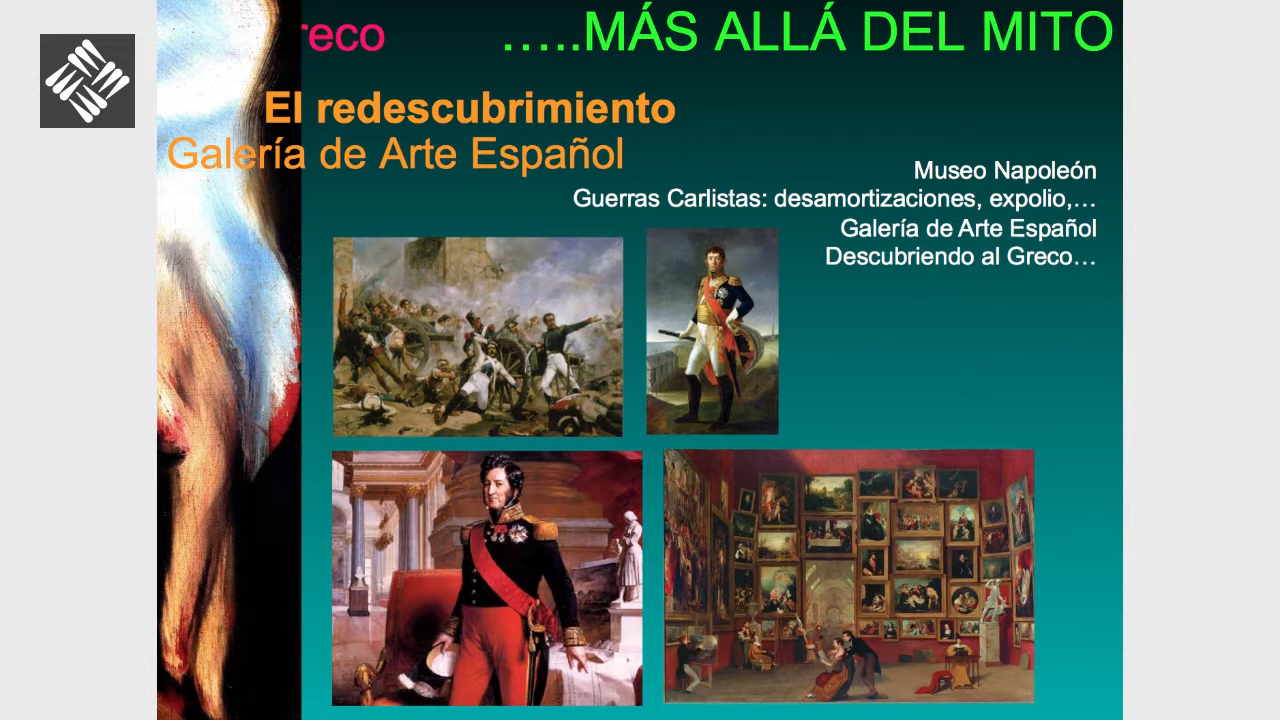 reco
…..MÁS ALLÁ DEL MITO
El redescubrimiento
Galería de Arte Español
Museo Napoleón
Guerras Carlistas: desamortizaciones, expolio,…
Galería de Arte Español
Descubriendo al Greco…